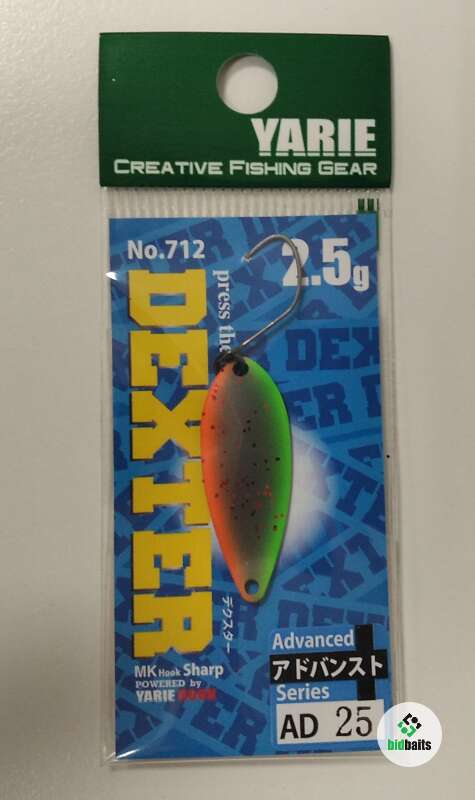 YARIE
CREATIVE FISHING GEAR
No.712
2.5g
press the
DEXTER
デクスター
MK Hook Sharp
POWERED by
YARIE HOOK
Advanced
アドバンスト
Series
AD 25
bidbaits